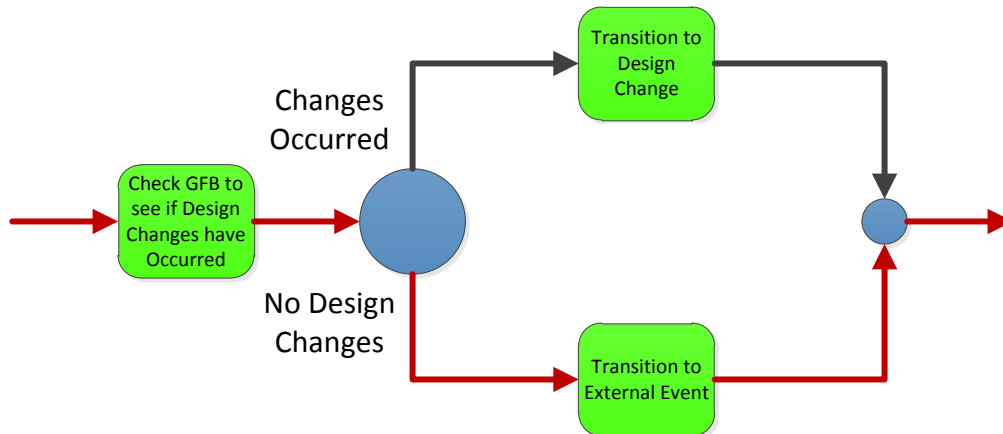 Transition to
Design
Change
Changes
Occurred
Check GFB to
see if Design
Changes have
Occurred
No Design
Changes
Transition to
External Event